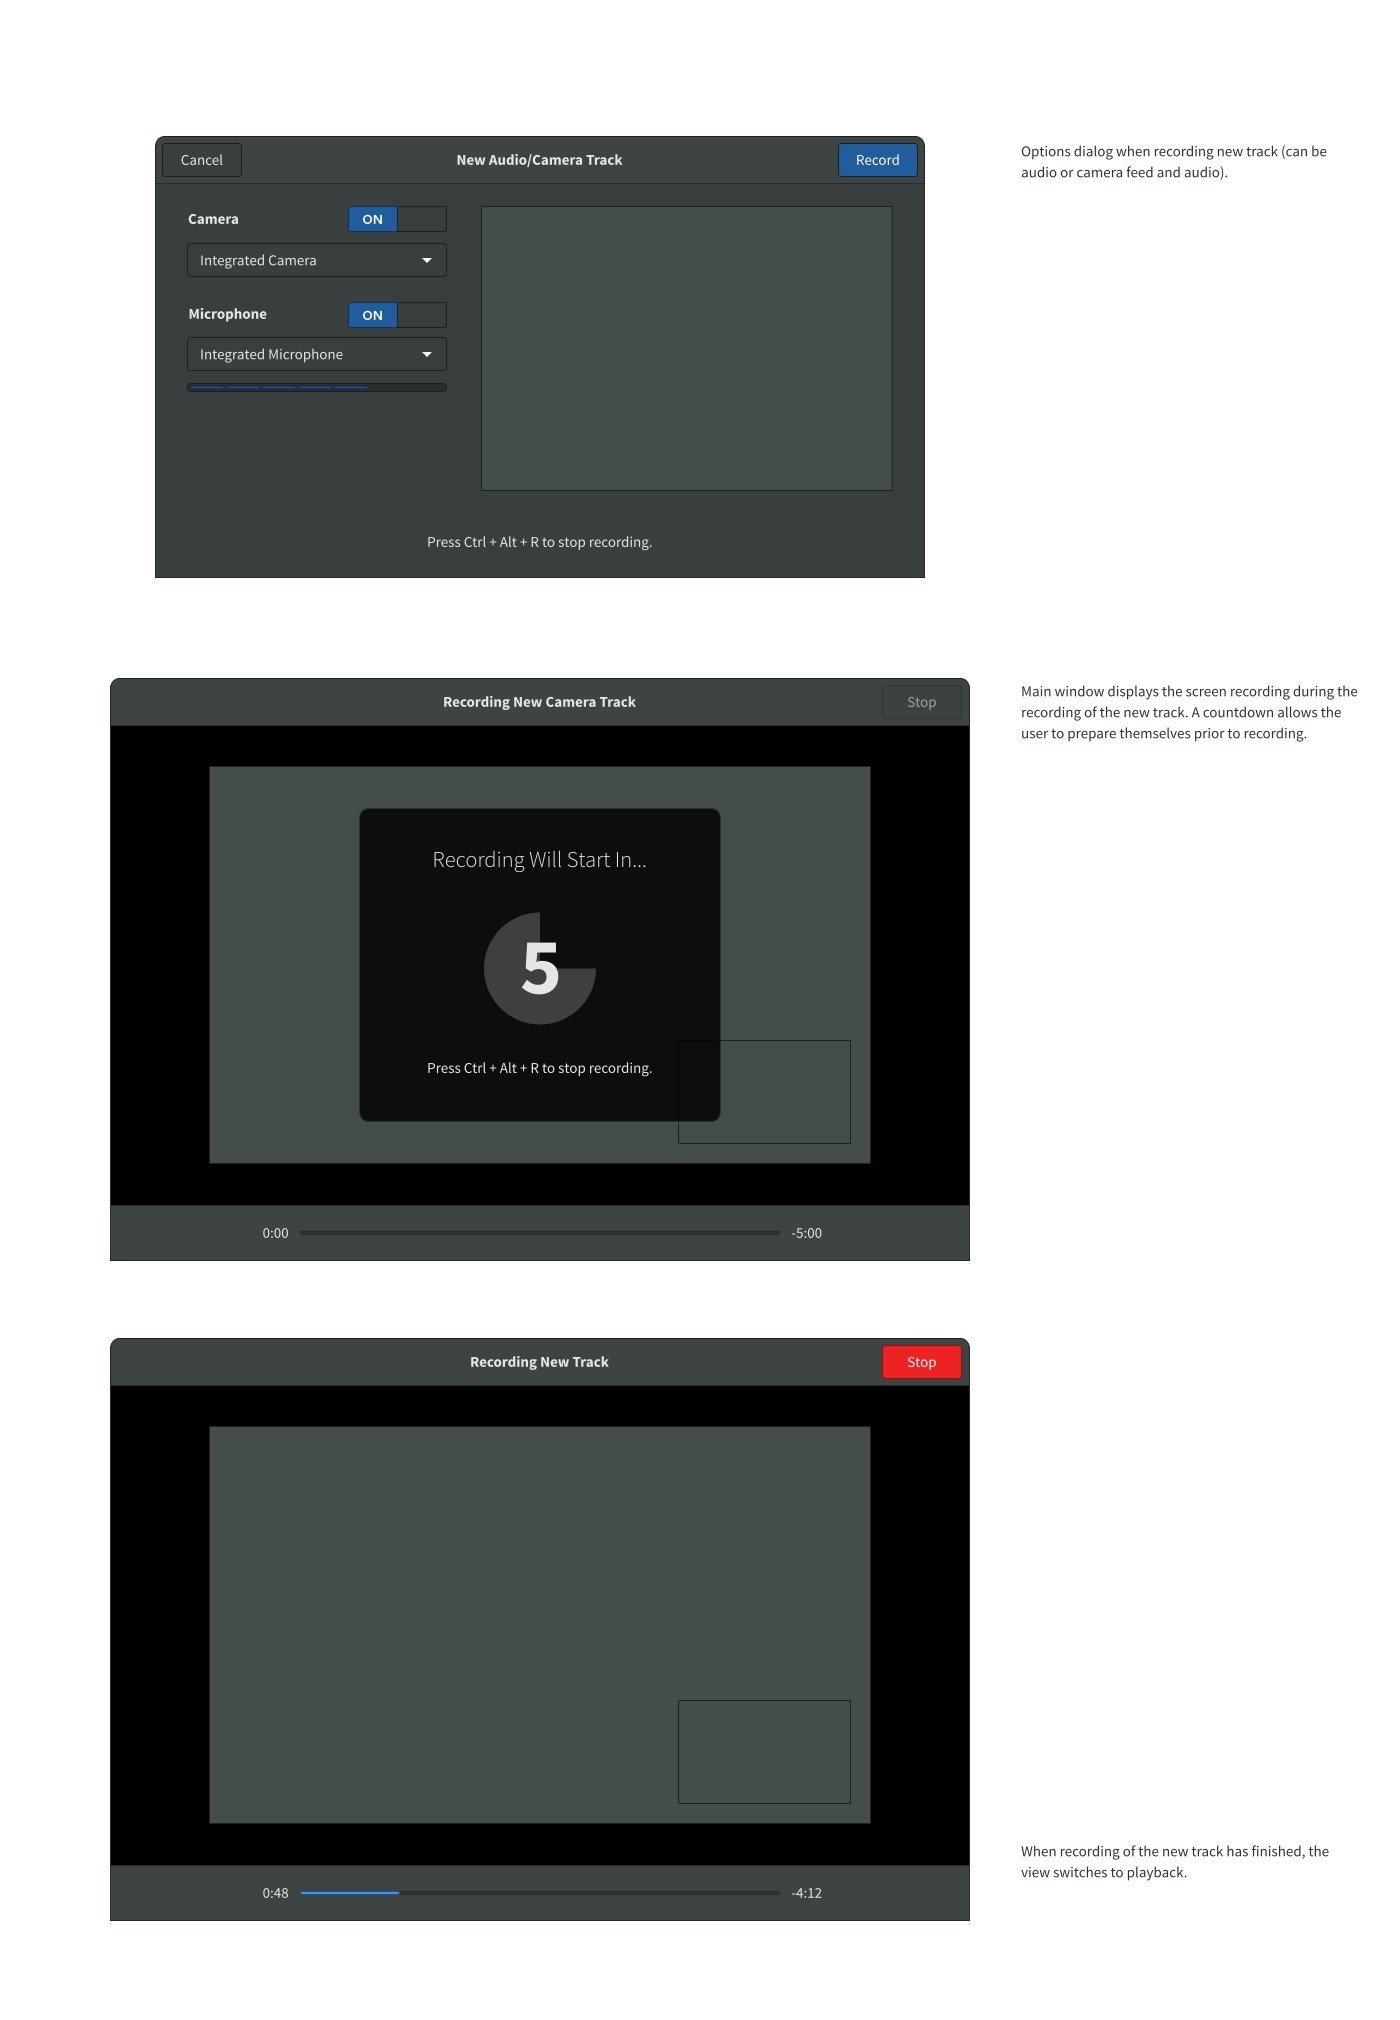 Cancel
New Audio/Camera Track
Record
Options dialog when recording new track (can be
audio or camera feed and audio).
Camera
ON
Integrated Camera
Microphone
ON
Integrated Microphone
Press Ctrl + Alt + R to stop recording.
Recording New Camera Track
Stop
Main window displays the screen recording during the
recording of the new track. A countdown allows the
user to prepare themselves prior to recording.
Recording Will Start In...
5
Press Ctrl + Alt + R to stop recording.
0:00
-5:00
Recording New Track
Stop
When recording of the new track has finished, the
view switches to playback.
0:48
-4:12